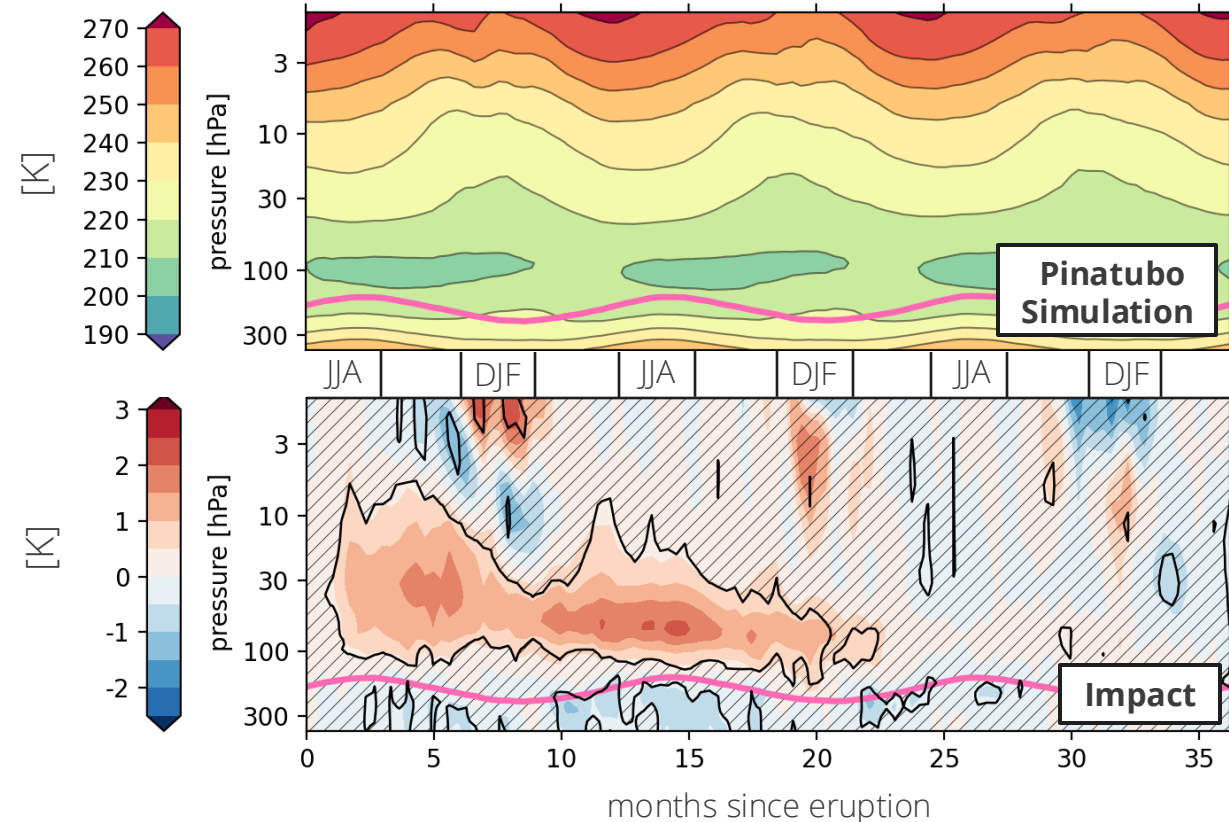 270
260
250
240
230
220
210
200
190
[K]
pressure [hPa]
3
10
30
100
300
Pinatubo
Simulation
JJA
DJF
JJA
DJF
JJA
DJF
3
2
1
0
-1
-2
[K]
pressure [hPa]
3
10
30
100
300
Impact
0
5
10
15
20
25
30
35
months since eruption